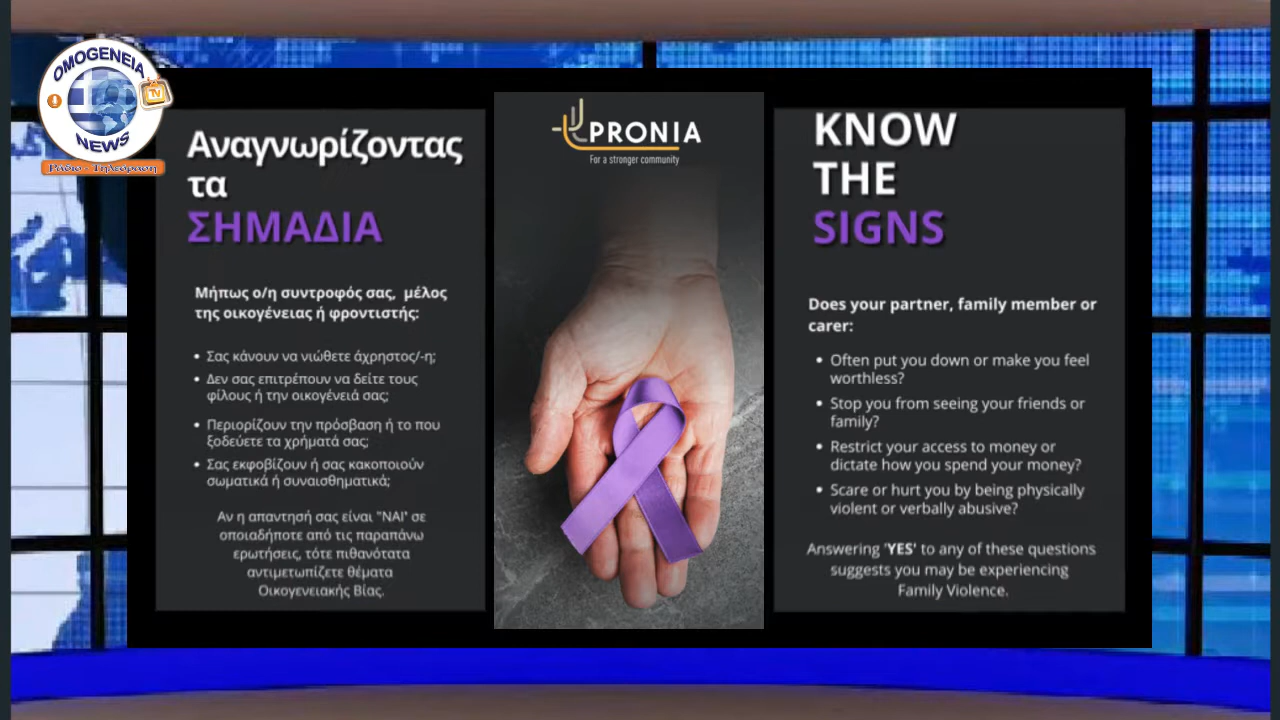 ΟΜΟGENEIA
TV
NEWS
Ράδιο - Τηλεόραση
Αναγνωρίζοντας
τα
ΣΗΜΑΔΙΑ
Μήπως ο/η συντροφός σας, μέλος
της οικογένειας ή φροντιστής:
• Σας κάνουν να νιώθετε άχρηστος/-η;
• Δεν σας επιτρέπουν να δείτε τους
φίλους ή την οικογένειά σας;
• Περιορίζουν την πρόσβαση ή το που
ξοδεύετε τα χρήματά σας;
• Σας εκφοβίζουν ή σας κακοποιούν
σωματικά ή συναισθηματικά;
Αν η απαντησή σας είναι "ΝΑΙ' σε
οποιαδήποτε από τις παραπάνω
ερωτήσεις, τότε πιθανότατα
αντιμετωπίζετε θέματα
Οικογενειακής Βίας.
PRONIA
For a stronger community
KNOW
THE
SIGNS
Does your partner, family member or
carer:
• Often put you down or make you feel
worthless?
• Stop you from seeing your friends or
family?
• Restrict your access to money or
dictate how you spend your money?
• Scare or hurt you by being physically
violent or verbally abusive?
Answering 'YES' to any of these questions
suggests you may be experiencing
Family Violence.